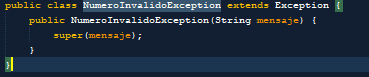 public class NumeroInvalidoException extends Exception {
    public NumeroInvalidoException(String mensaje) {
        super(mensaje);
    }
}